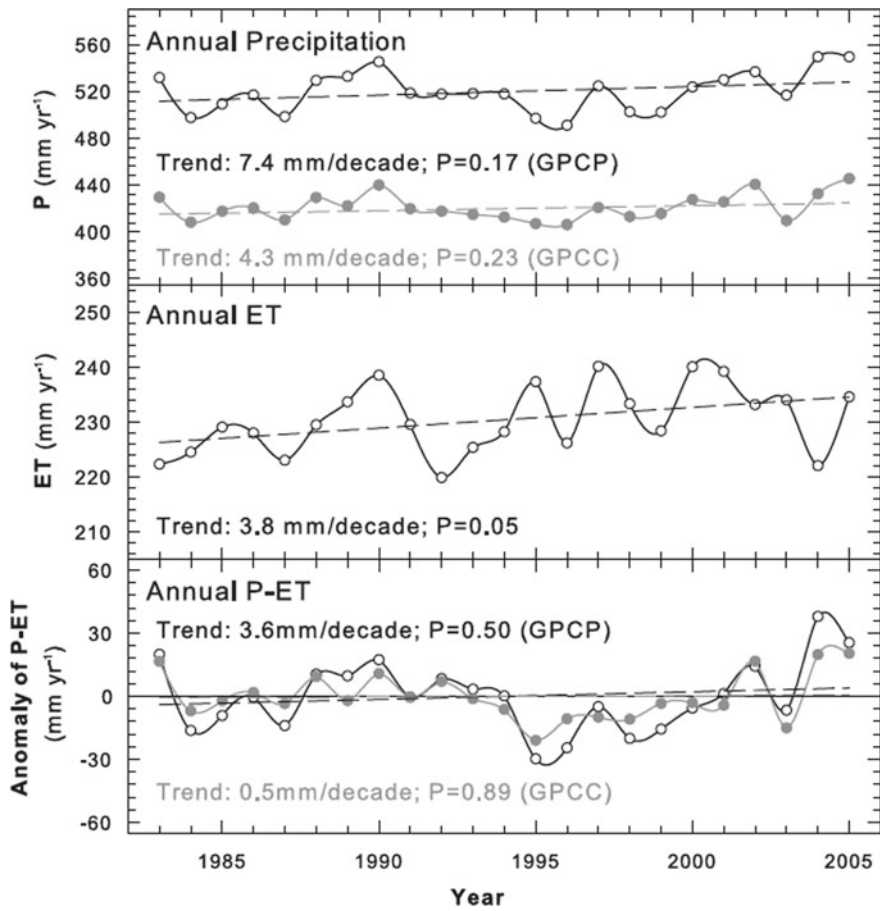 Annual Precipitation
560
520
480
440
400
360
P (mm yr⁻¹)
Trend: 7.4 mm/decade; P=0.17 (GPCP)
Trend: 4.3 mm/decade; P=0.23 (GPCC)
Annual ET
250
240
230
220
210
ET (mm yr⁻¹)
Trend: 3.8 mm/decade; P=0.05
Annual P-ET
60
30
0
-30
-60
Anomaly of P-ET
(mm yr⁻¹)
Trend: 3.6mm/decade; P=0.50 (GPCP)
Trend: 0.5mm/decade; P=0.89 (GPCC)
1985 1990 1995 2000 2005
Year